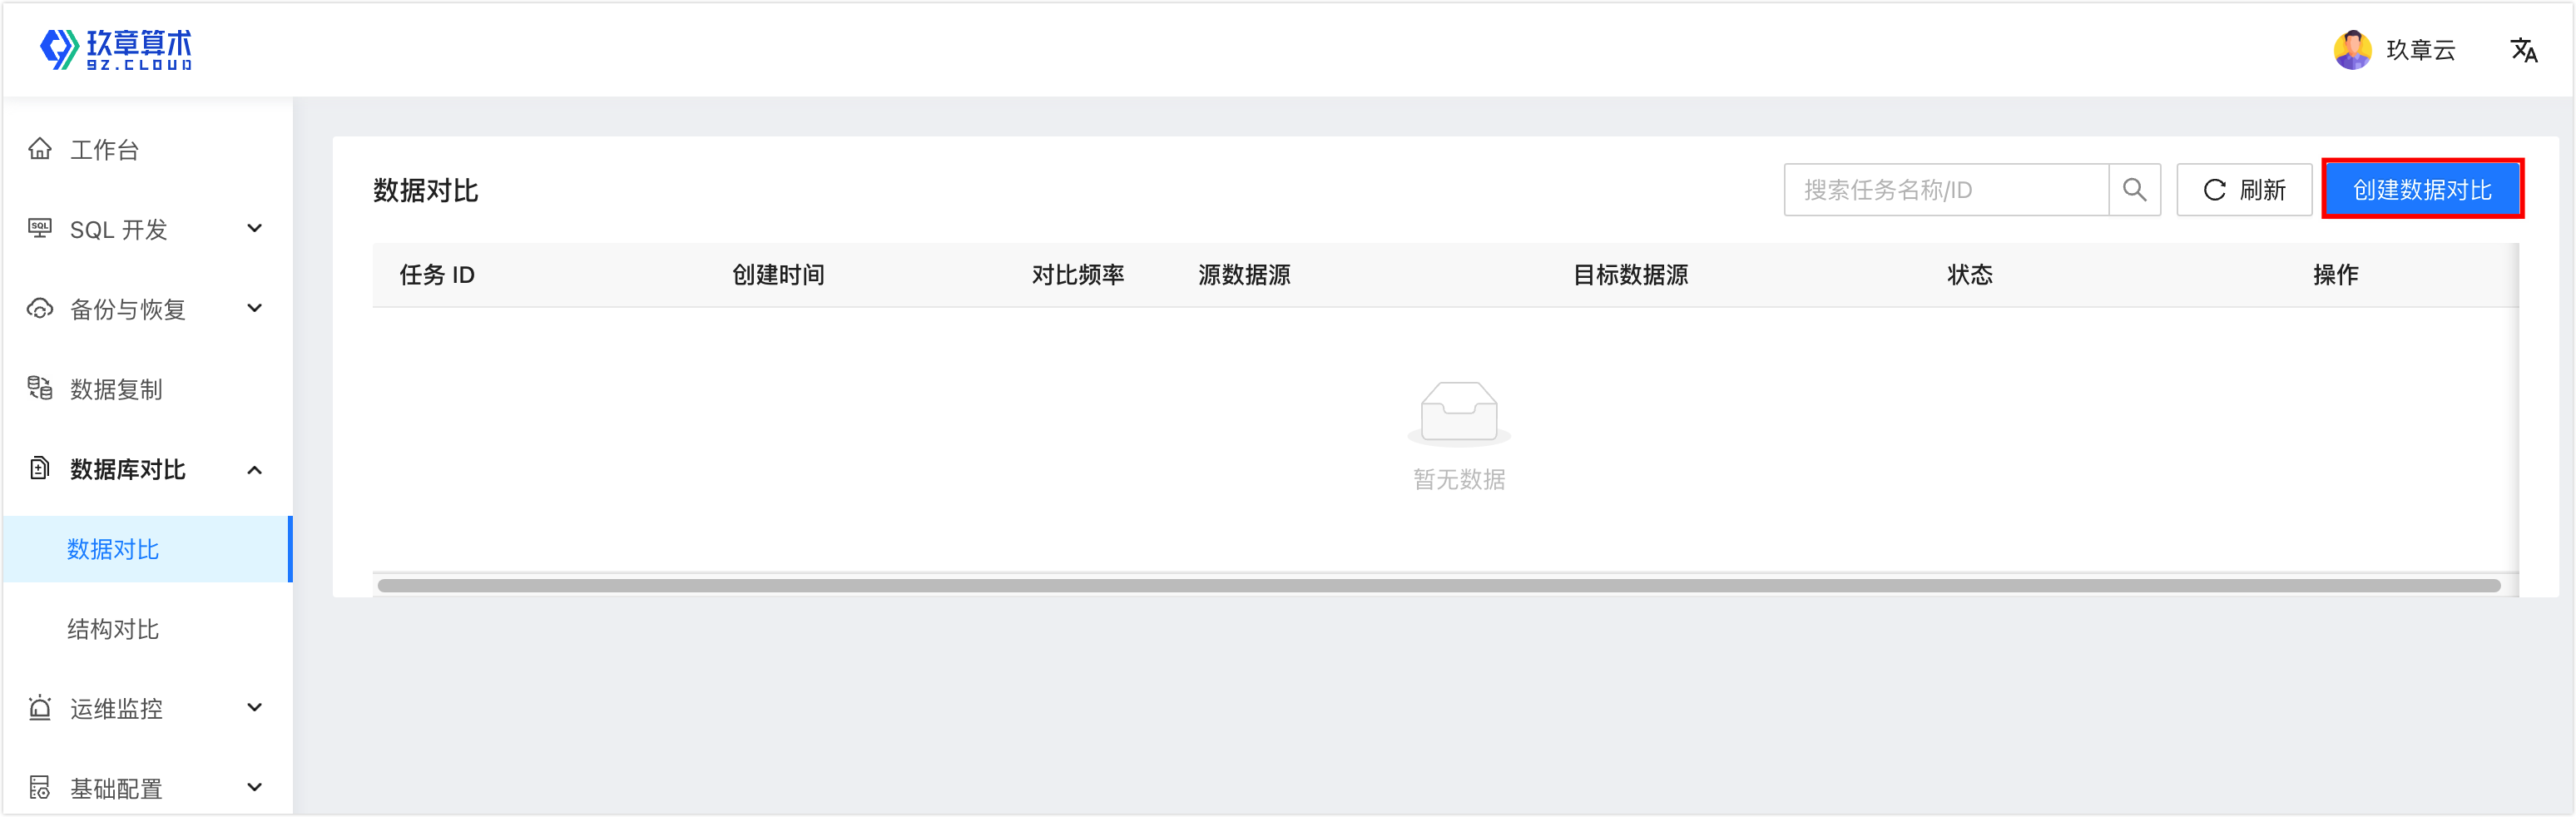 玖章算术
9Z.CLOUD
玖章云
工作台
SQL 开发
备份与恢复
数据复制
数据库对比
数据对比
结构对比
运维监控
基础配置
数据对比
搜索任务名称/ID
刷新
创建数据对比
任务 ID 创建时间 对比频率 源数据源 目标数据源 状态 操作
暂无数据